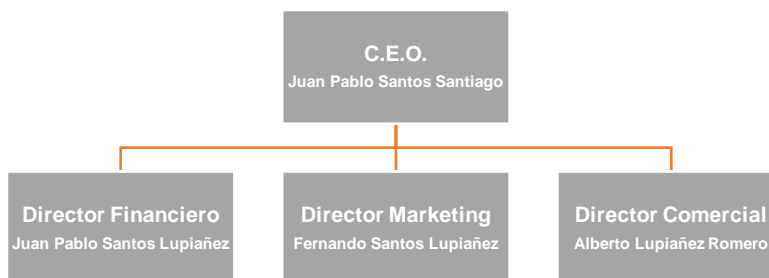 C.E.O.
Juan Pablo Santos Santiago
Director Financiero
Juan Pablo Santos Lupiañez
Director Marketing
Fernando Santos Lupiañez
Director Comercial
Alberto Lupiañez Romero